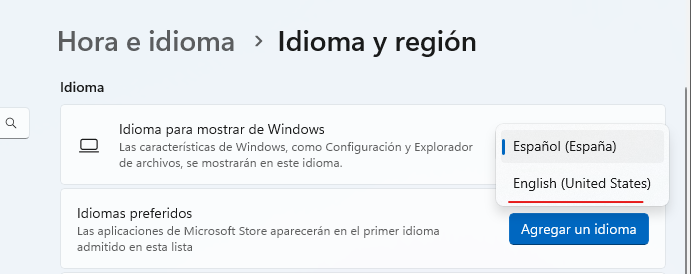 Hora e idioma > Idioma y región
Idioma
Idioma para mostrar de Windows
Las características de Windows, como Configuración y Explorador
de archivos, se mostrarán en este idioma.
Español (España)
English (United States)
Idiomas preferidos
Las aplicaciones de Microsoft Store aparecerán en el primer idioma
admitido en esta lista
Agregar un idioma